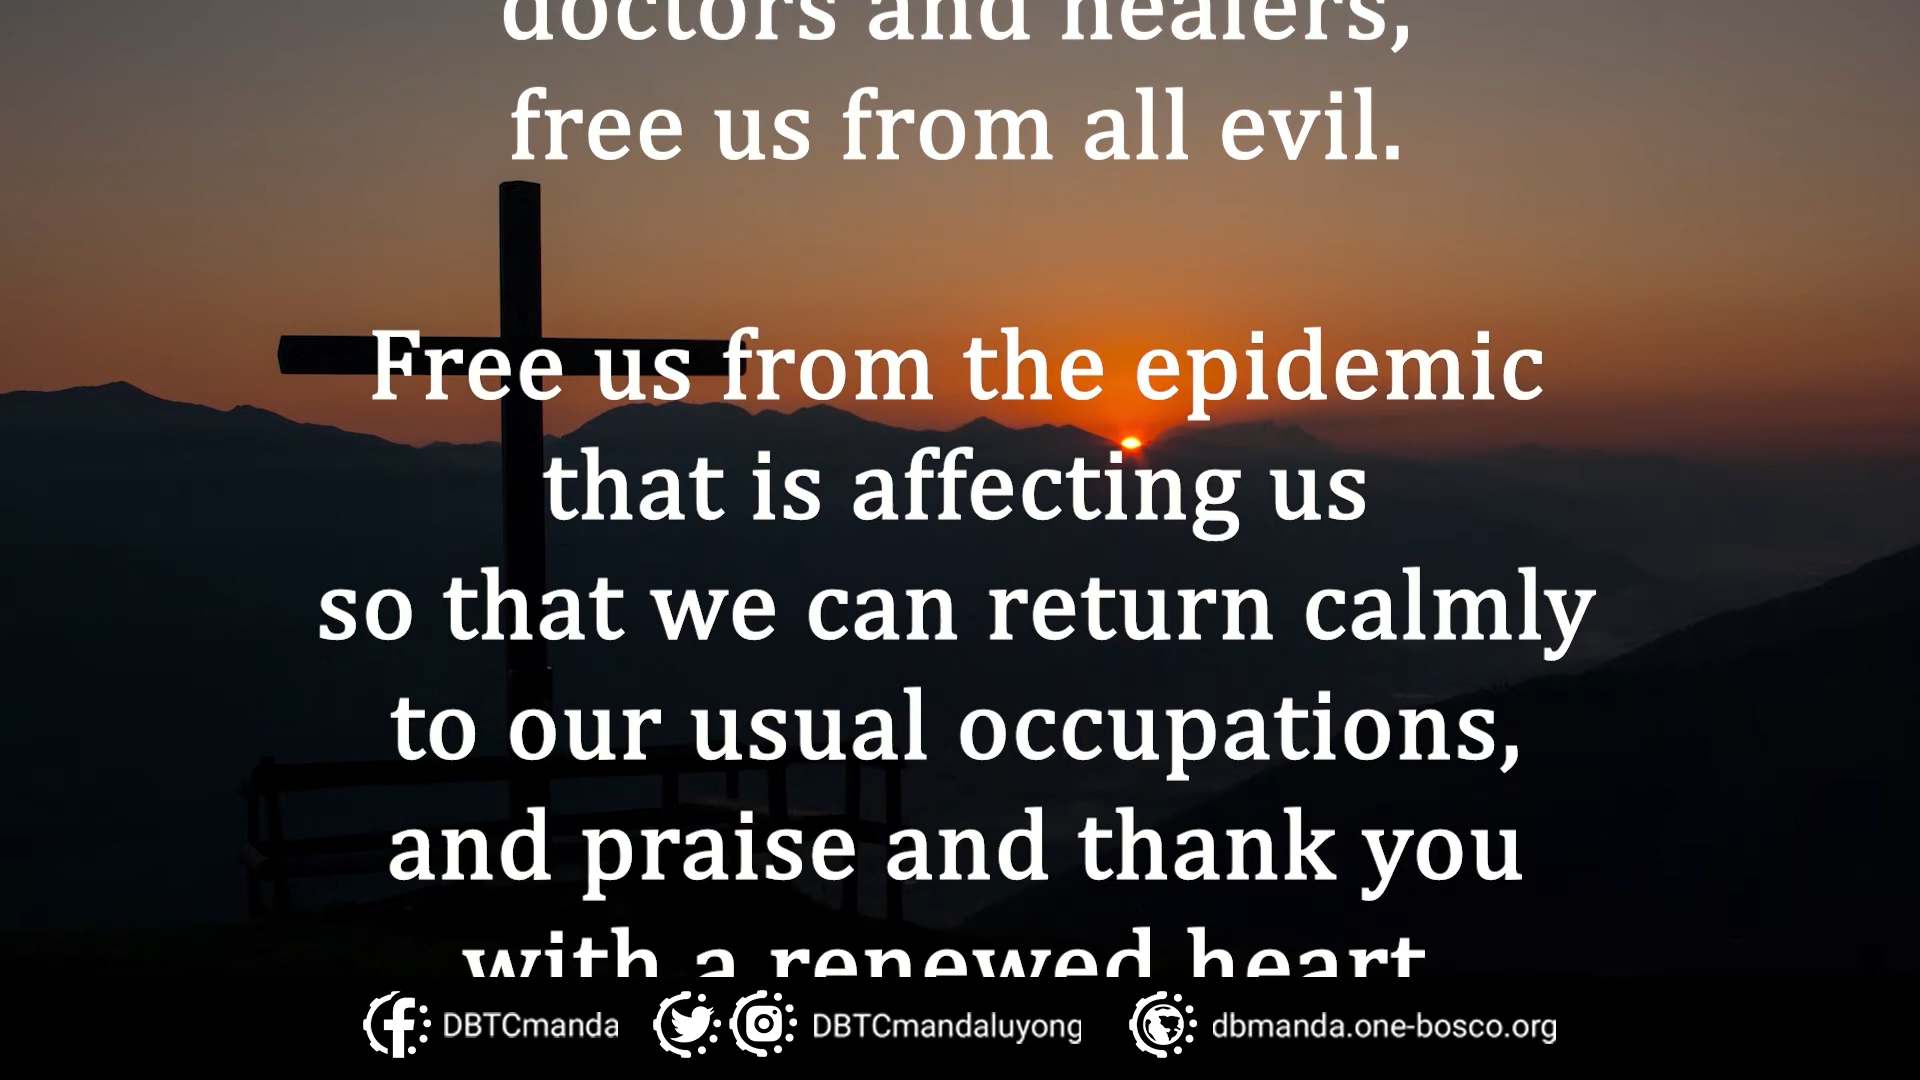 doctors and healers,
free us from all evil.
Free us from the epidemic
that is affecting us
so that we can return calmly
to our usual occupations,
and praise and thank you
with a renewed heart
DBTCmanda DBTCmandaluyong dbmanda.one-bosco.org